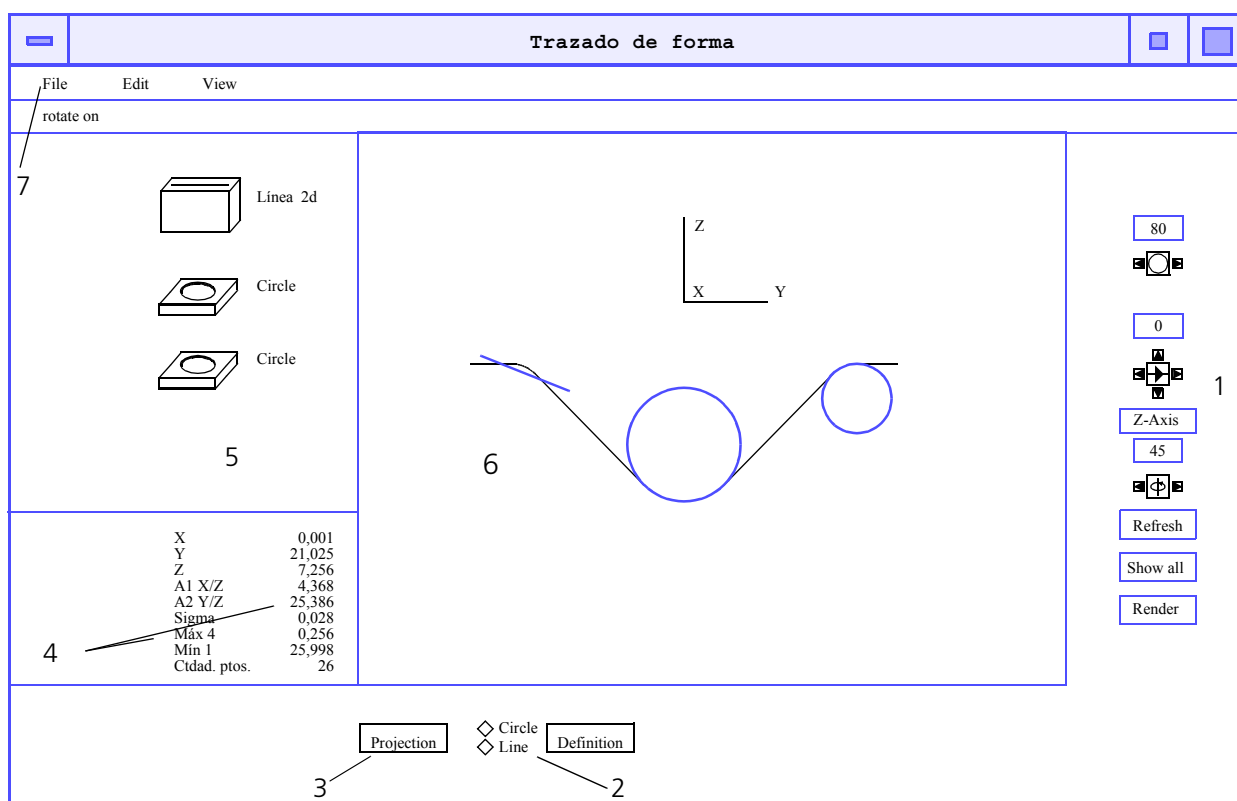 Trazado de forma
File Edit View
rotate on
7
Línea 2d
Circle
Circle
5
X 0,001
Y 21,025
Z 7,256
A1 X/Z 4,368
A2 Y/Z 25,386
Sigma 0,028
Máx 4 0,256
Mín 1 25,998
Ctdad. ptos. 26
4
Z
X Y
6
80
0
1
Z-Axis
45
Refresh
Show all
Render
Projection
Circle
Line
Definition
3
2